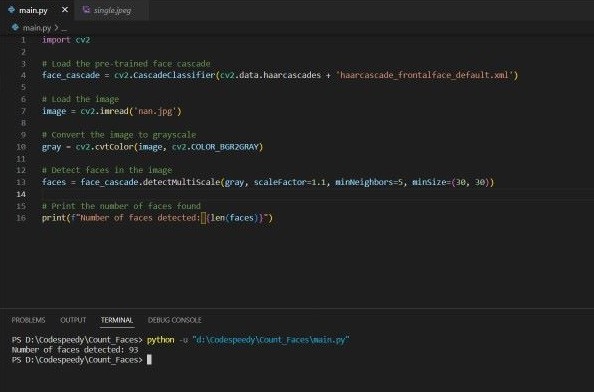 main.py
single.jpeg
main.py > ...
1 import cv2
2
3 # Load the pre-trained face cascade
4 face_cascade = cv2.CascadeClassifier(cv2.data.haarcascades + 'haarcascade_frontalface_default.xml')
5
6 # Load the image
7 image = cv2.imread('nan.jpg')
8
9 # Convert the image to grayscale
10 gray = cv2.cvtColor(image, cv2.COLOR_BGR2GRAY)
11
12 # Detect faces in the image
13 faces = face_cascade.detectMultiScale(gray, scaleFactor=1.1, minNeighbors=5, minSize=(30, 30))
14
15 # Print the number of faces found
16 print(f"Number of faces detected: {len(faces)}")
PROBLEMS OUTPUT TERMINAL DEBUG CONSOLE
PS D:\Codespeedy\Count_Faces> python -u "d:\Codespeedy\Count_Faces\main.py"
Number of faces detected: 93
PS D:\Codespeedy\Count_Faces>